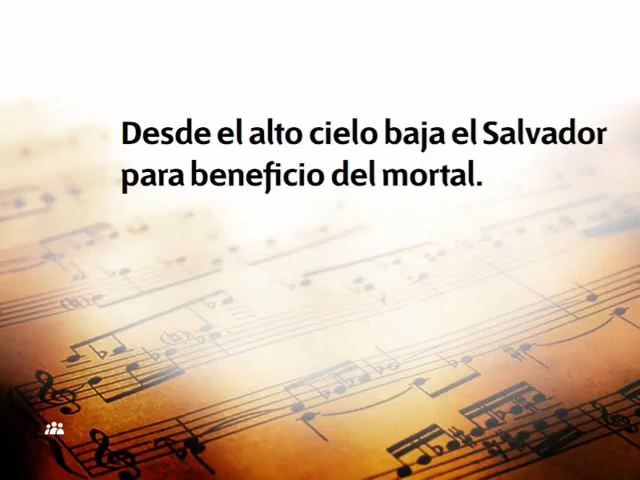 Desde el alto cielo baja el Salvador
para beneficio del mortal.